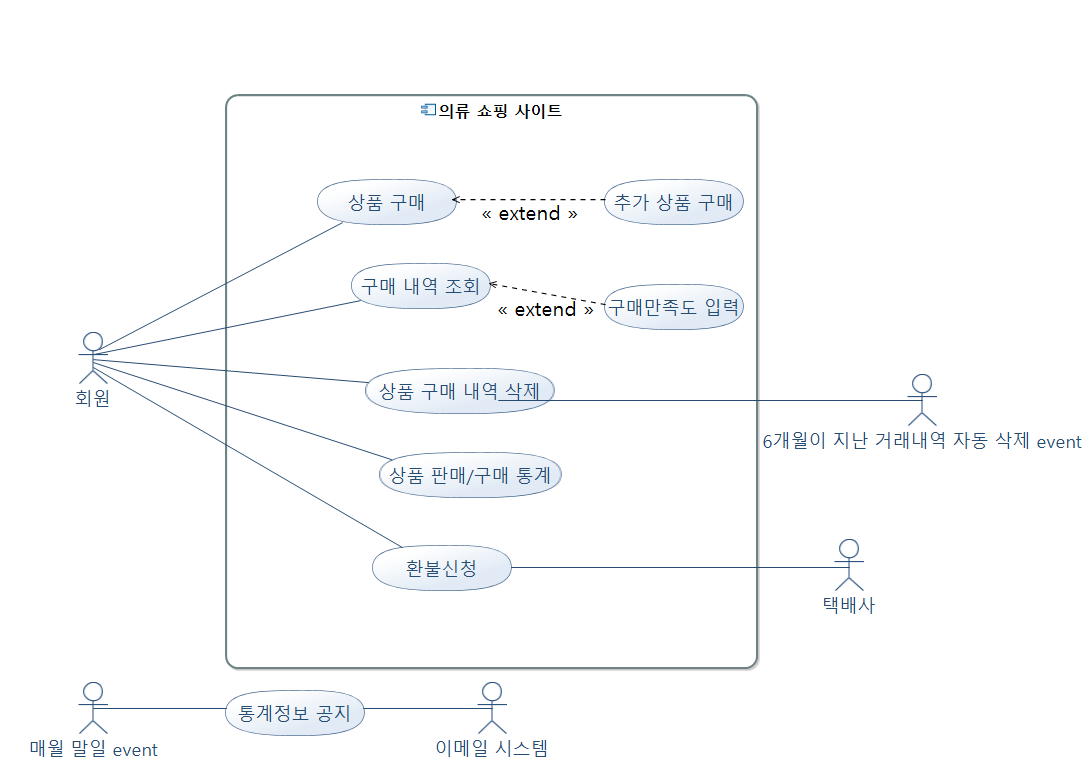 의류 쇼핑 사이트
상품 구매
« extend »
추가 상품 구매
구매 내역 조회
« extend »
구매만족도 입력
회원
상품 구매 내역 삭제
6개월이 지난 거래내역 자동 삭제 event
상품 판매/구매 통계
환불신청
택배사
매월 말일 event
통계정보 공지
이메일 시스템